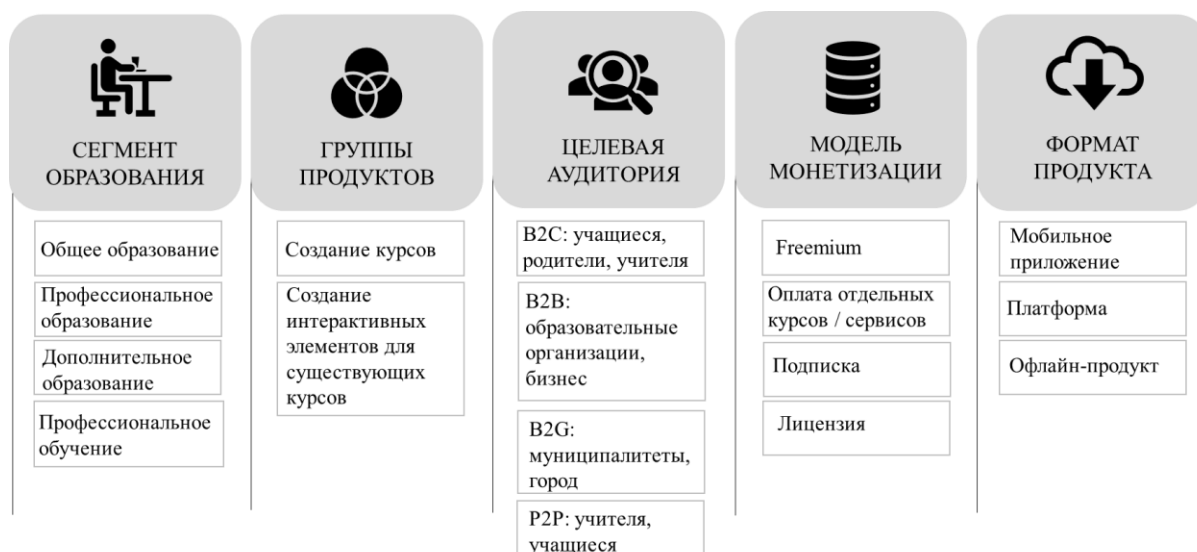 СЕГМЕНТ
ОБРАЗОВАНИЯ
Общее образование
Профессиональное
образование
Дополнительное
образование
Профессиональное
обучение
ГРУППЫ
ПРОДУКТОВ
Создание курсов
Создание
интерактивных
элементов для
существующих
курсов
ЦЕЛЕВАЯ
АУДИТОРИЯ
B2C: учащиеся,
родители, учителя
B2B:
образовательные
организации,
бизнес
B2G:
муниципалитеты,
город
P2P: учителя,
учащиеся
МОДЕЛЬ
МОНЕТИЗАЦИИ
Freemium
Оплата отдельных
курсов / сервисов
Подписка
Лицензия
ФОРМАТ
ПРОДУКТА
Мобильное
приложение
Платформа
Офлайн-продукт